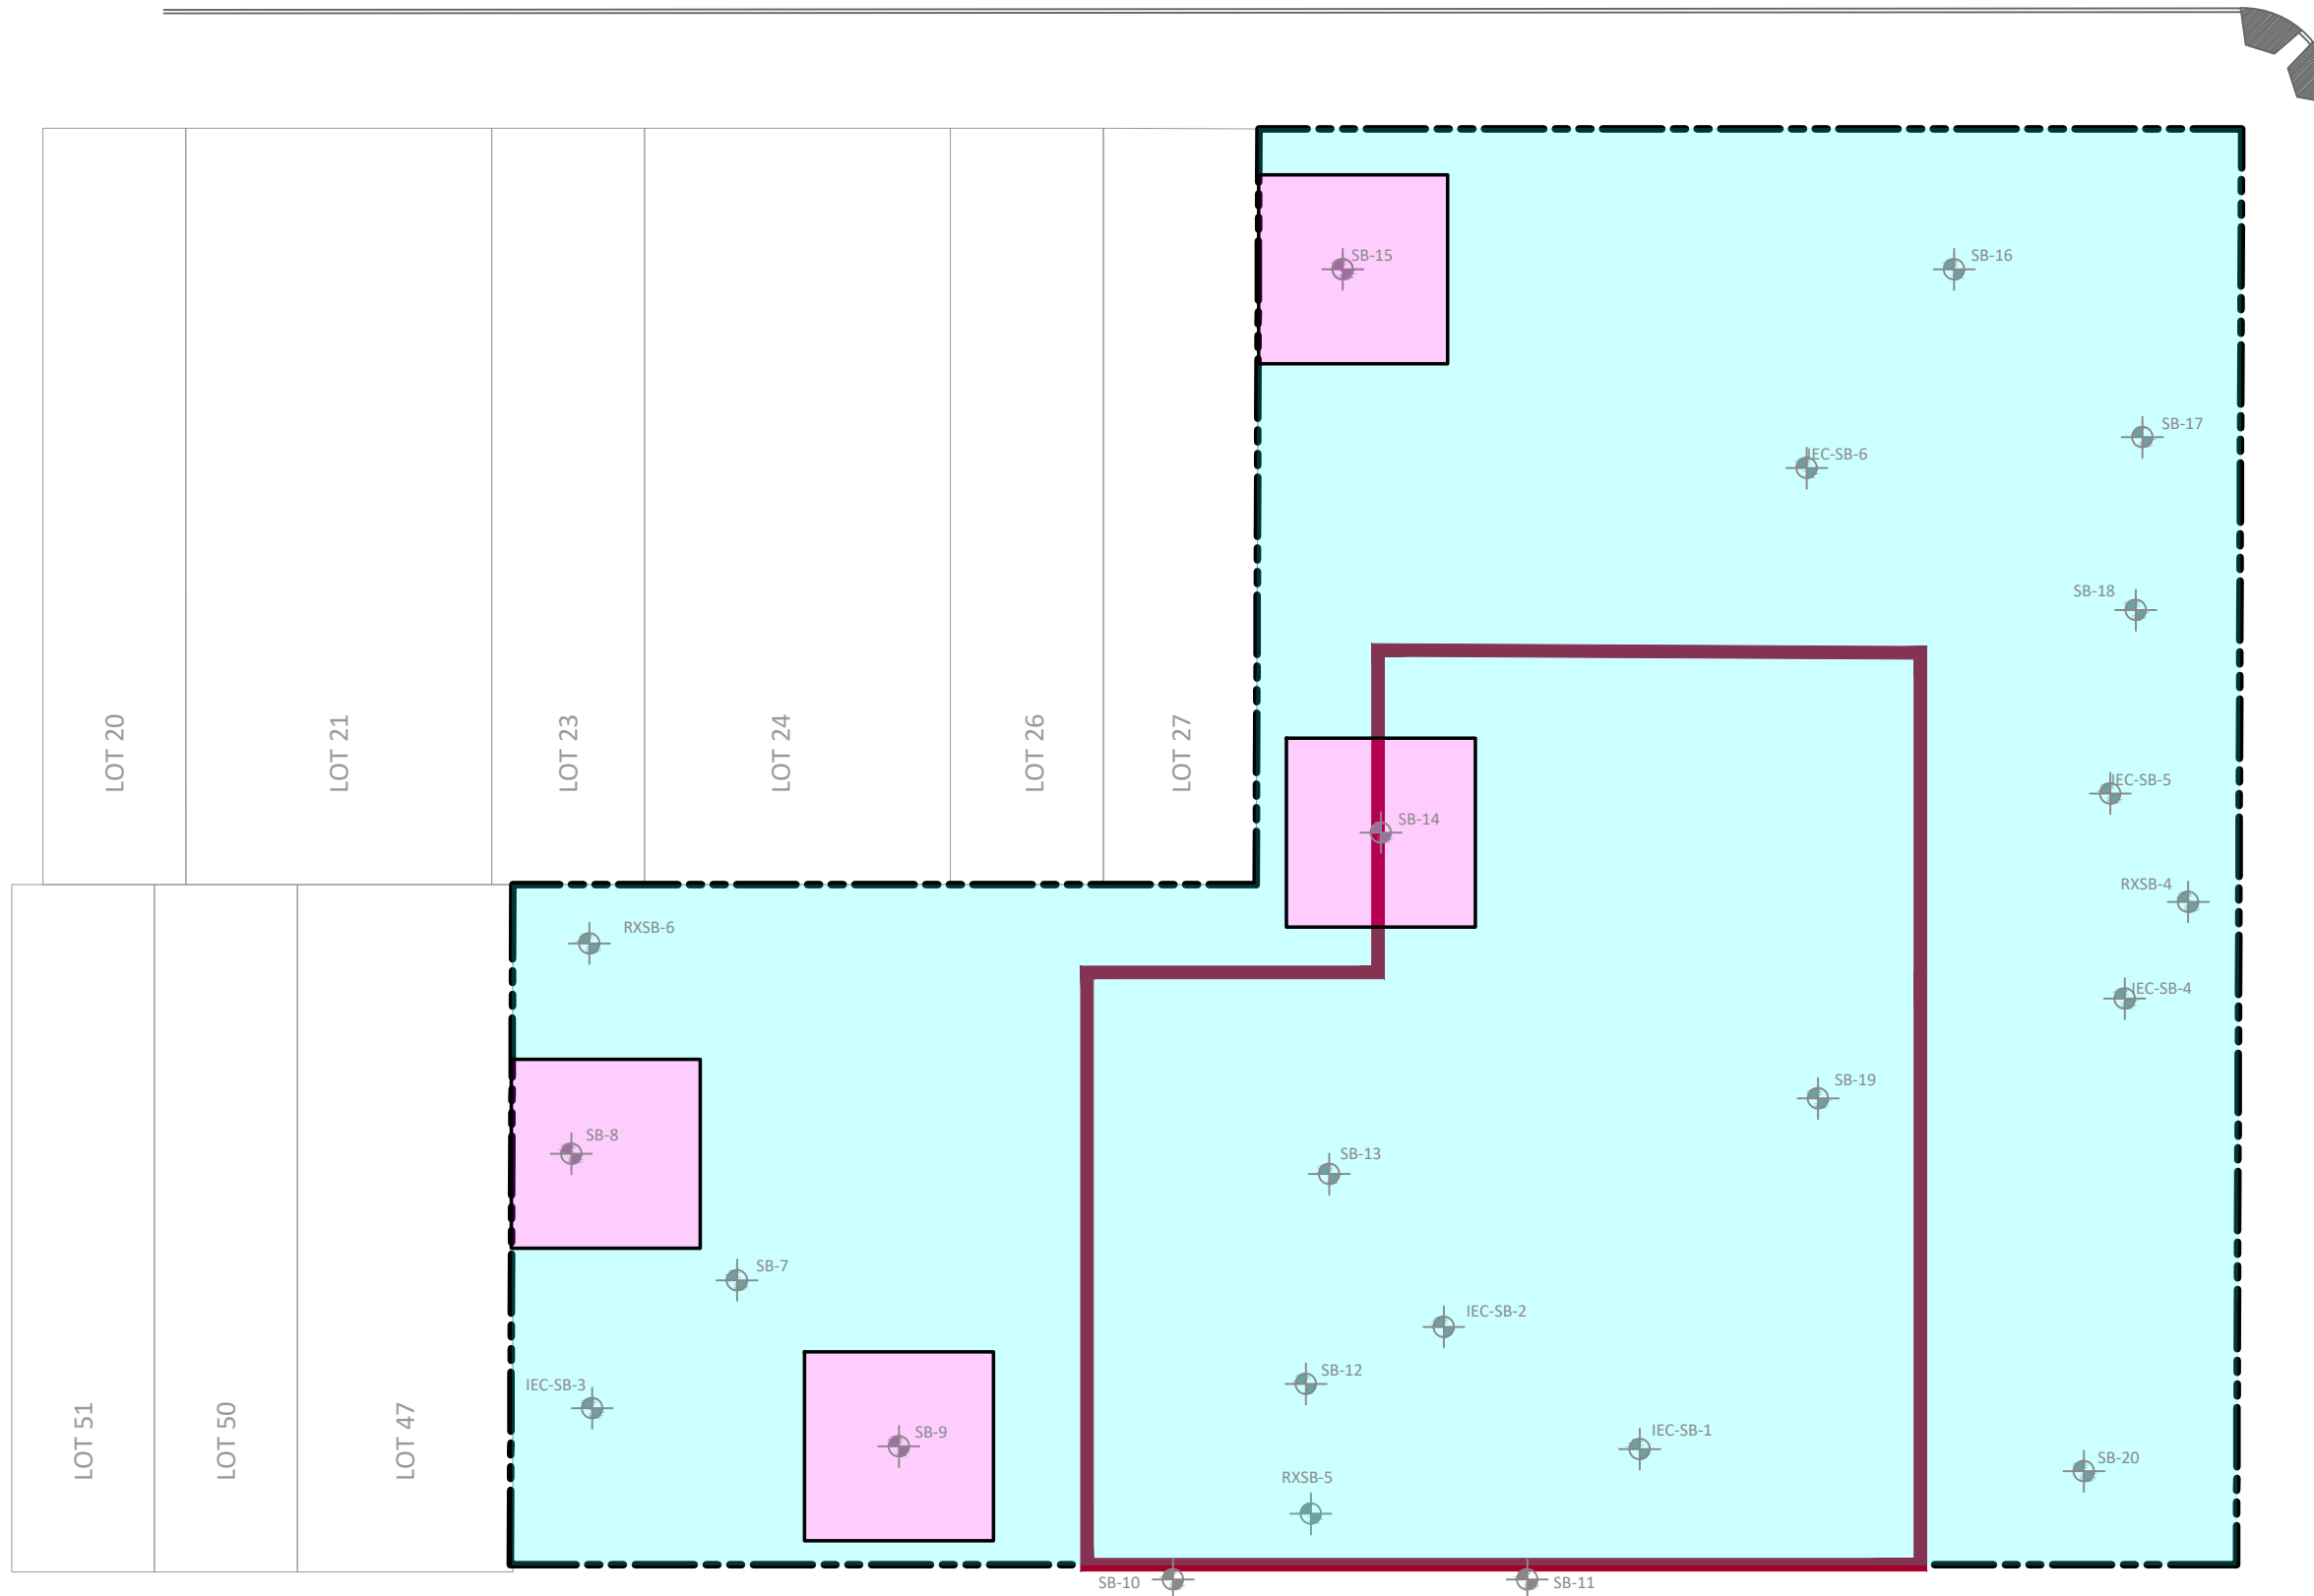 SB-15
SB-16
SB-17
IEC-SB-6
SB-18
LOT 20
LOT 21
LOT 23
LOT 24
LOT 26
LOT 27
IEC-SB-5
SB-14
RXSB-4
RXSB-6
IEC-SB-4
SB-19
SB-8
SB-13
SB-7
IEC-SB-2
SB-12
IEC-SB-3
LOT 51
LOT 50
LOT 47
SB-9
IEC-SB-1
SB-20
RXSB-5
SB-10
SB-11